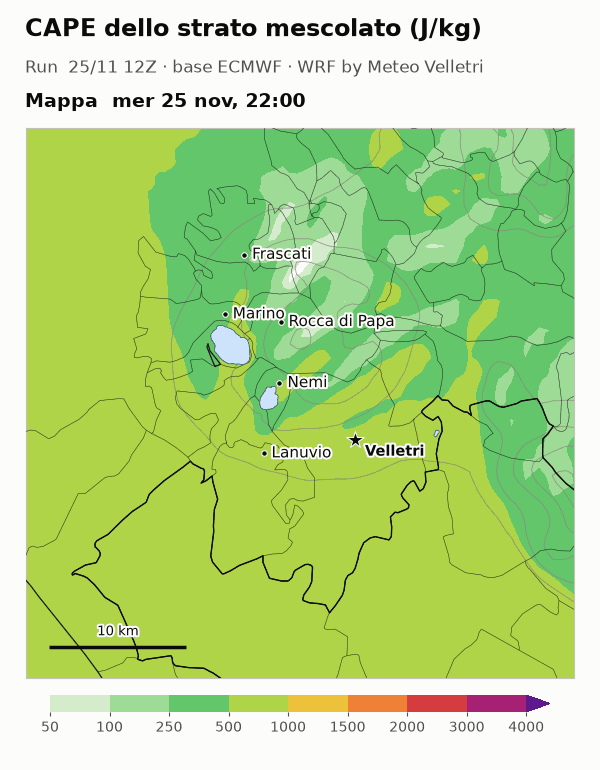 CAPE dello strato mescolato (J/kg)
Run  25/11 12Z · base ECMWF · WRF by Meteo Velletri
Mappa  mer 25 nov, 22:00
Frascati
Marino
Rocca di Papa
Nemi
Velletri
Lanuvio
10 km
50 100 250 500 1000 1500 2000 3000 4000